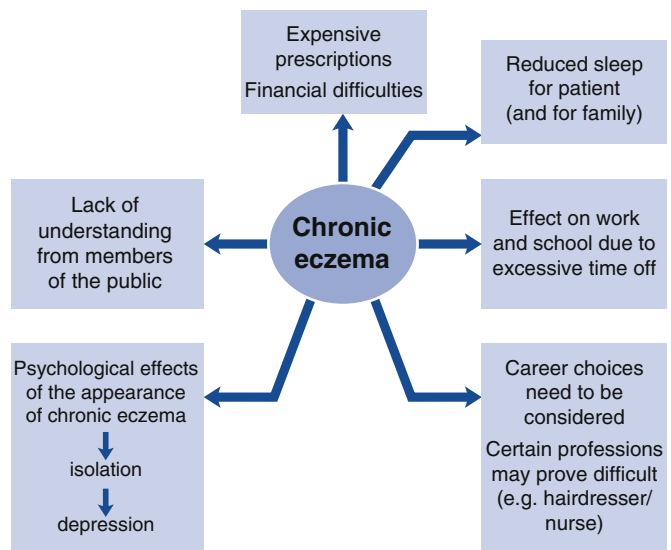 Expensive
prescriptions
Financial difficulties
Reduced sleep
for patient
(and for family)
Lack of
understanding
from members
of the public
Chronic
eczema
Effect on work
and school due to
excessive time off
Psychological effects
of the appearance
of chronic eczema
isolation
depression
Career choices
need to be
considered
Certain professions
may prove difficult
(e.g. hairdresser/
nurse)